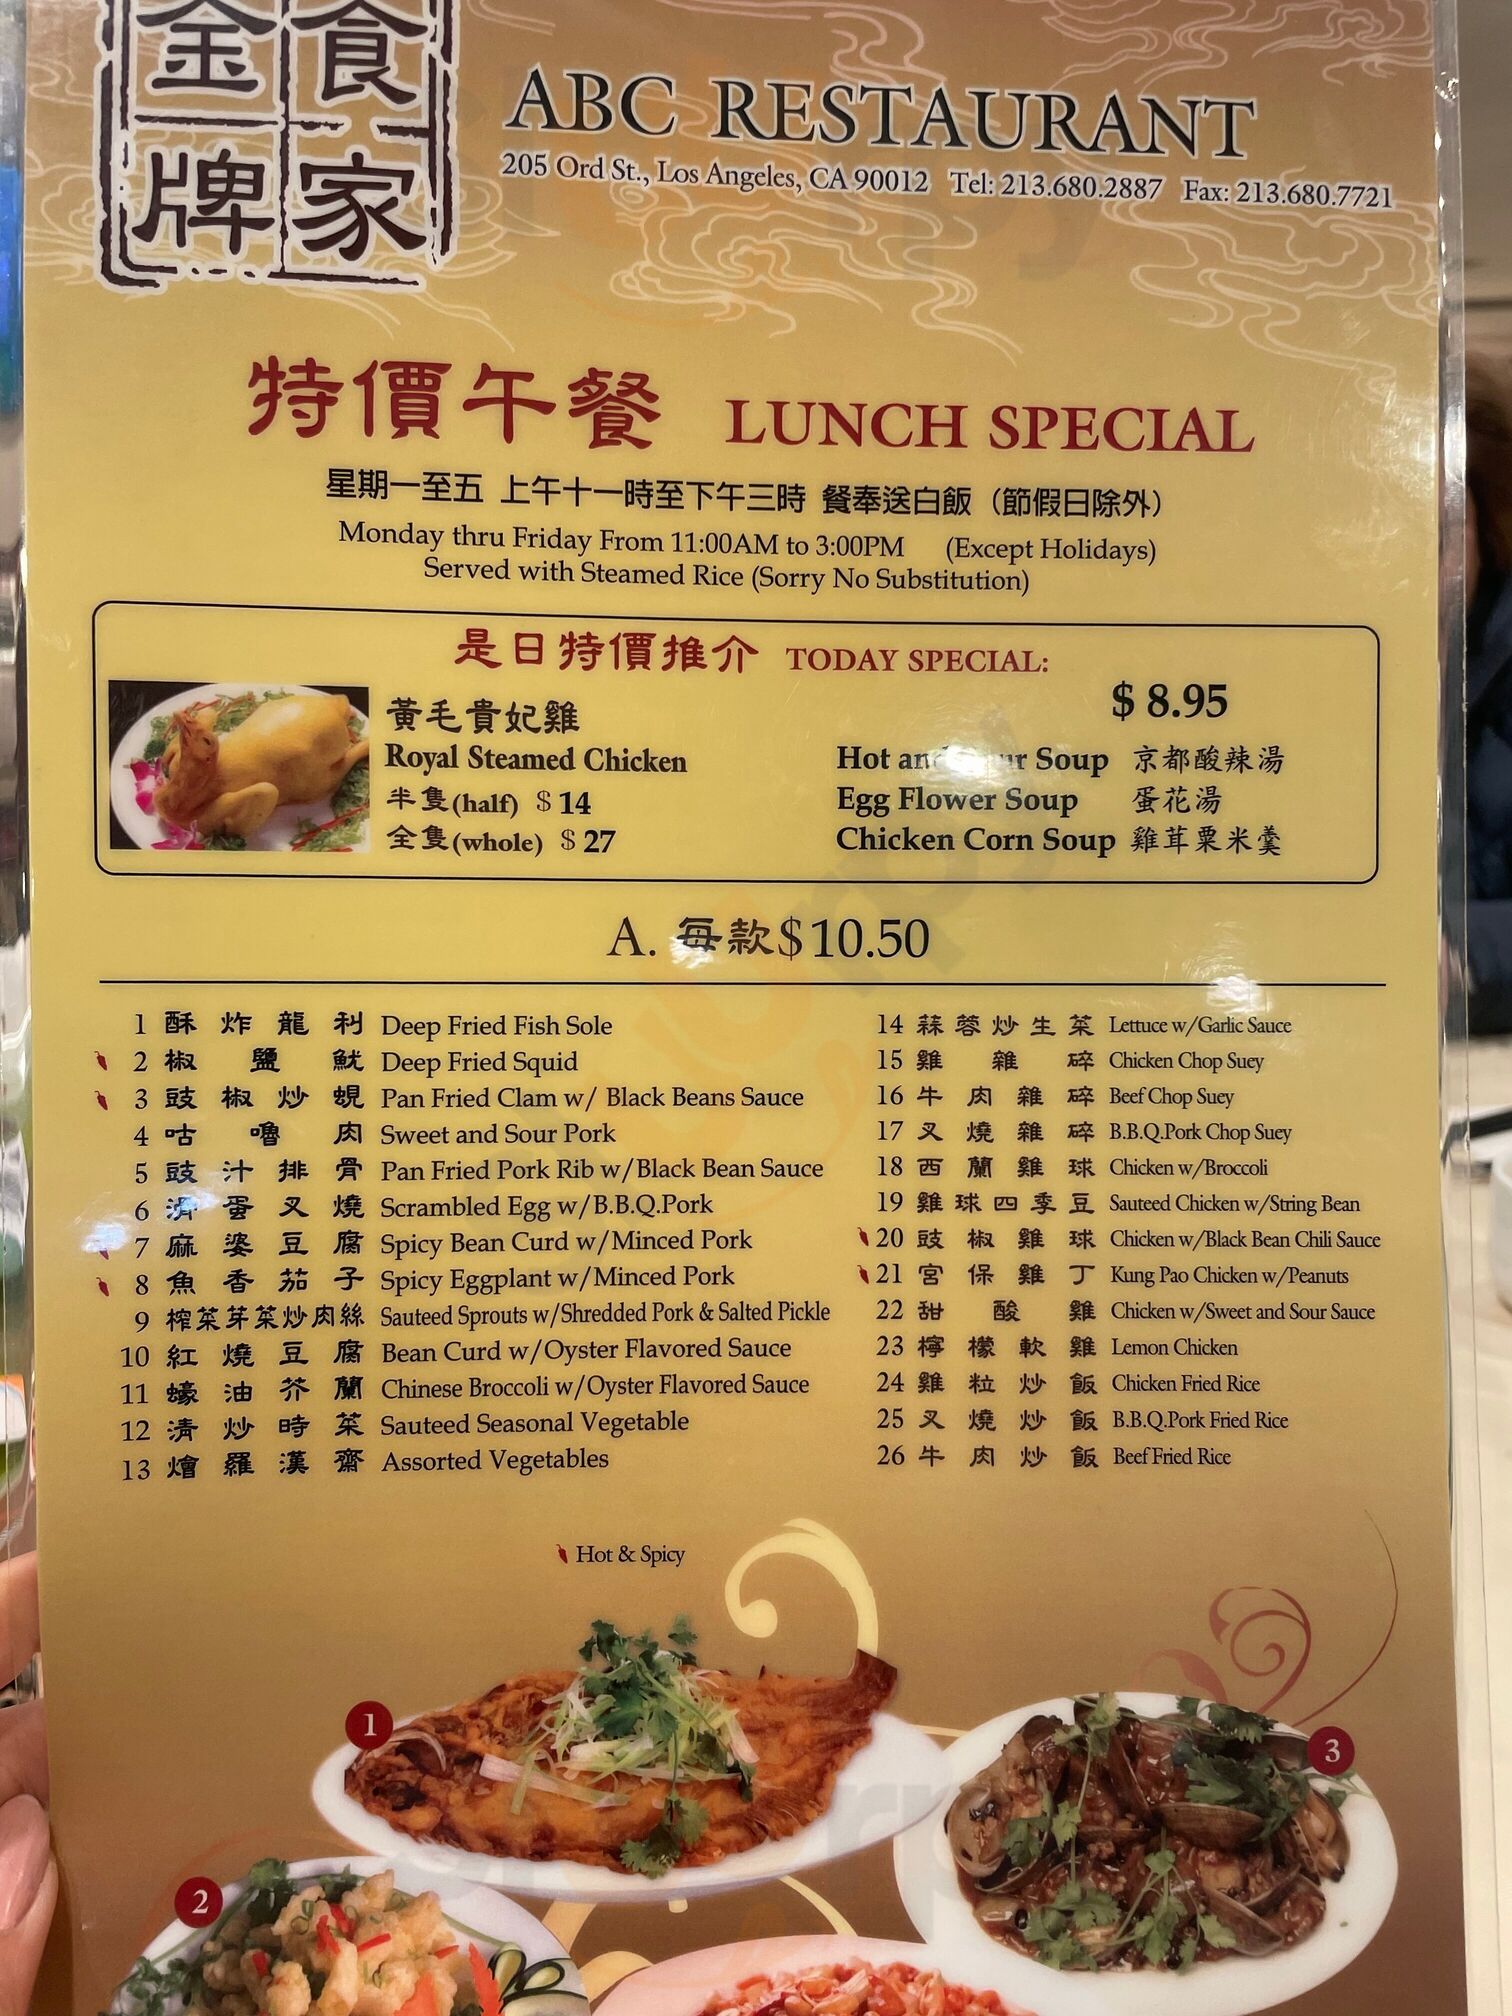 金食
牌家
ABC RESTAURANT
205 Ord St., Los Angeles, CA 90012 Tel: 213.680.2887 Fax: 213.680.7721
特價午餐 LUNCH SPECIAL
星期一至五 上午十一時至下午三時 餐奉送白飯 (節假日除外)
Monday thru Friday From 11:00AM to 3:00PM (Except Holidays)
Served with Steamed Rice (Sorry No Substitution)
是日特價推介 TODAY SPECIAL:
黃毛貴妃雞
Royal Steamed Chicken
半隻(half) $14
全隻(whole) $27
$8.95
Hot and Sour Soup 京都酸辣湯
Egg Flower Soup 蛋花湯
Chicken Corn Soup 雞茸粟米羹
A. 每款$10.50
1 酥炸龍利 Deep Fried Fish Sole
2 椒鹽魷 Deep Fried Squid
3 豉椒炒蜆 Pan Fried Clam w/ Black Beans Sauce
4 咕嚕肉 Sweet and Sour Pork
5 豉汁排骨 Pan Fried Pork Rib w/Black Bean Sauce
6 滑蛋叉燒 Scrambled Egg w/B.B.Q.Pork
7 麻婆豆腐 Spicy Bean Curd w/Minced Pork
8 魚香茄子 Spicy Eggplant w/Minced Pork
9 榨菜芽菜炒肉絲 Sauteed Sprouts w/Shredded Pork & Salted Pickle
10 紅燒豆腐 Bean Curd w/Oyster Flavored Sauce
11 蠔油芥蘭 Chinese Broccoli w/Oyster Flavored Sauce
12 清炒時菜 Sauteed Seasonal Vegetable
13 燴羅漢齋 Assorted Vegetables
14 蒜蓉炒生菜 Lettuce w/Garlic Sauce
15 雞雜碎 Chicken Chop Suey
16 牛肉雜碎 Beef Chop Suey
17 叉燒雜碎 B.B.Q.Pork Chop Suey
18 西蘭雞球 Chicken w/Broccoli
19 雞球四季豆 Sauteed Chicken w/String Bean
20 豉椒雞球 Chicken w/Black Bean Chili Sauce
21 宮保雞丁 Kung Pao Chicken w/Peanuts
22 甜酸雞 Chicken w/Sweet and Sour Sauce
23 檸檬軟雞 Lemon Chicken
24 雞粒炒飯 Chicken Fried Rice
25 叉燒炒飯 B.B.Q.Pork Fried Rice
26 牛肉炒飯 Beef Fried Rice
Hot & Spicy
1
3
2